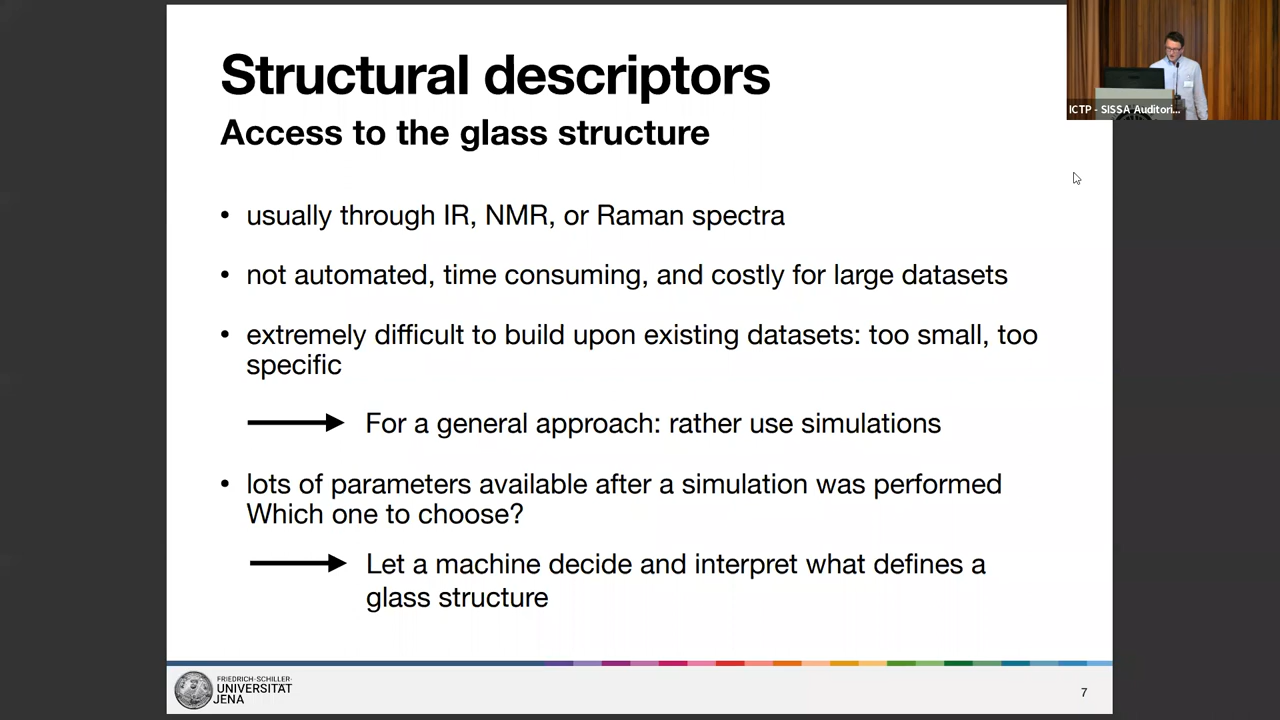 Structural descriptors
Access to the glass structure
ICTP - SISSA Auditori...
• usually through IR, NMR, or Raman spectra
• not automated, time consuming, and costly for large datasets
• extremely difficult to build upon existing datasets: too small, too
specific
For a general approach: rather use simulations
• lots of parameters available after a simulation was performed
Which one to choose?
Let a machine decide and interpret what defines a
glass structure
FRIEDRICH-SCHILLER-
UNIVERSITÄT
JENA
7